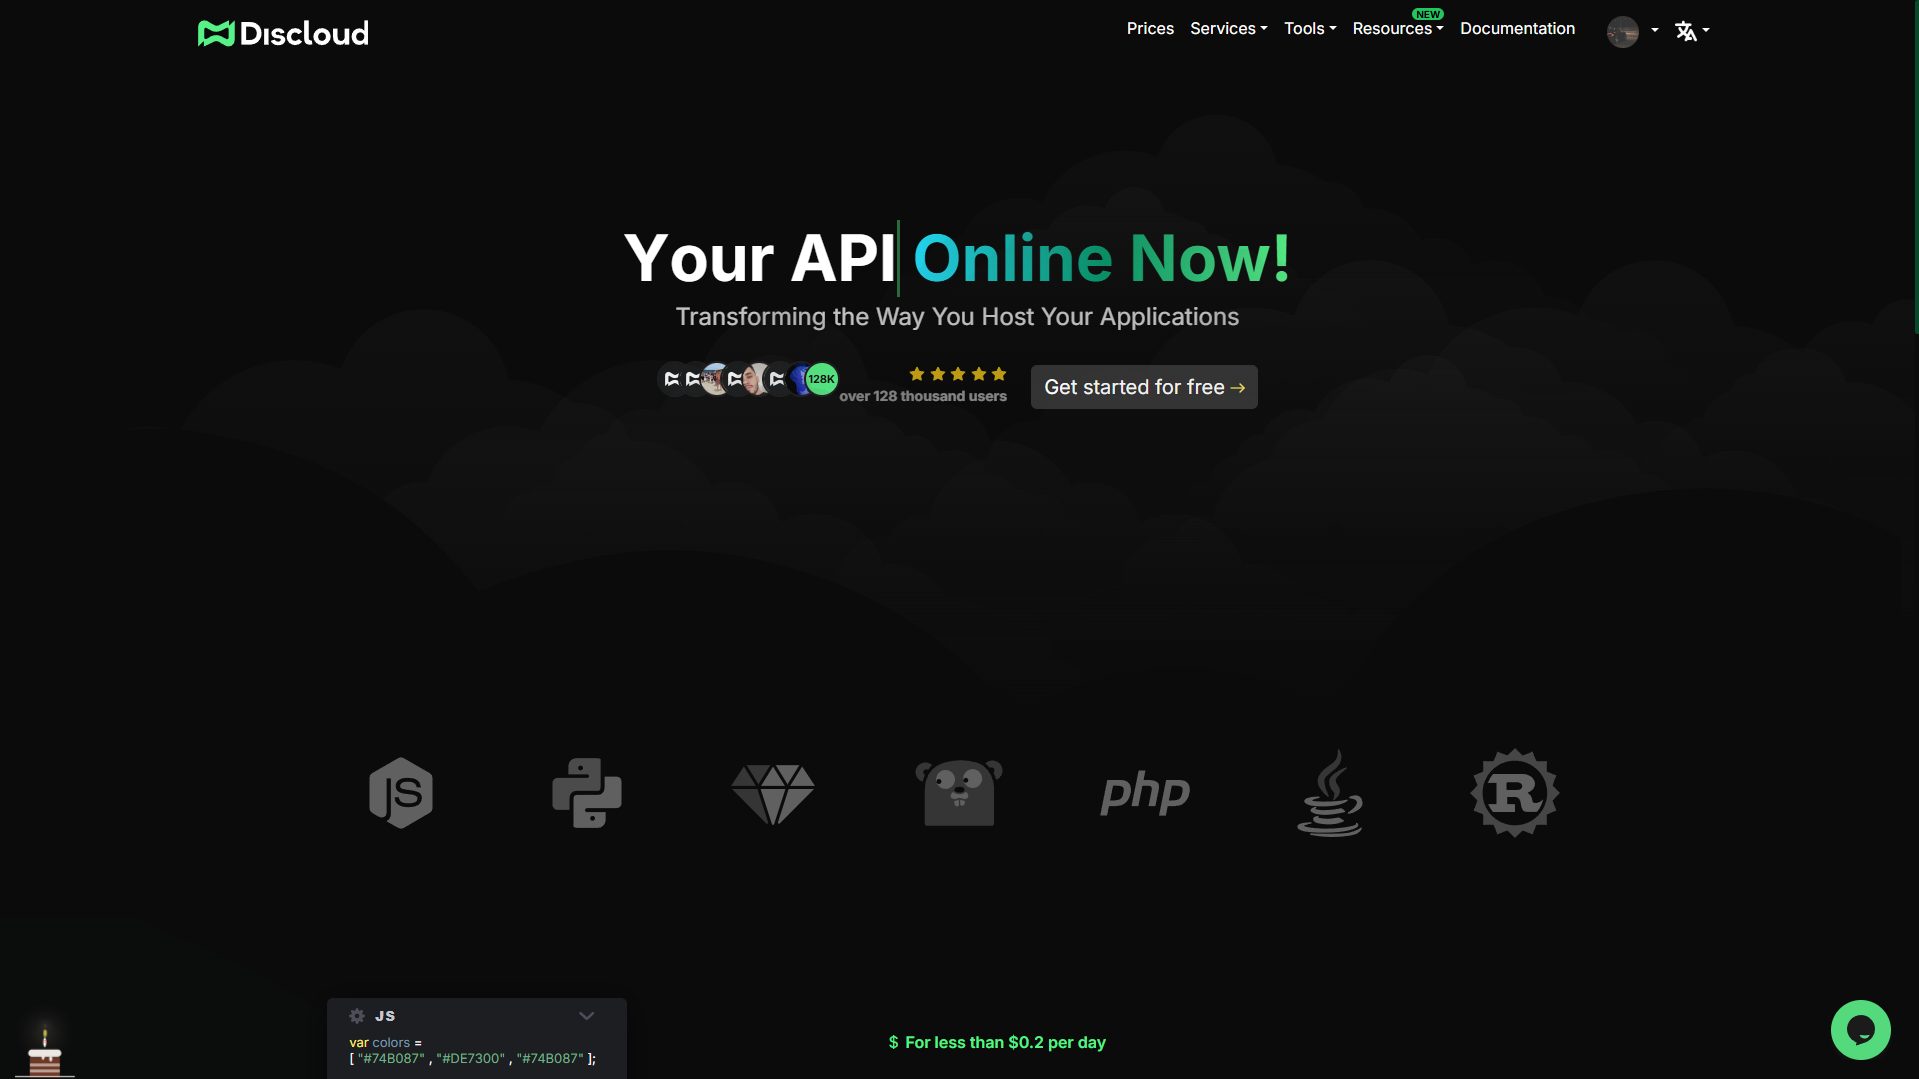 Discloud
Prices Services Tools Resources NEW Documentation
Your API Online Now!
Transforming the Way You Host Your Applications
128K
over 128 thousand users
Get started for free →
JS
php
R
JS
var colors =
[ "#74B087" , "#DE7300" , "#74B087" ];
$ For less than $0.2 per day